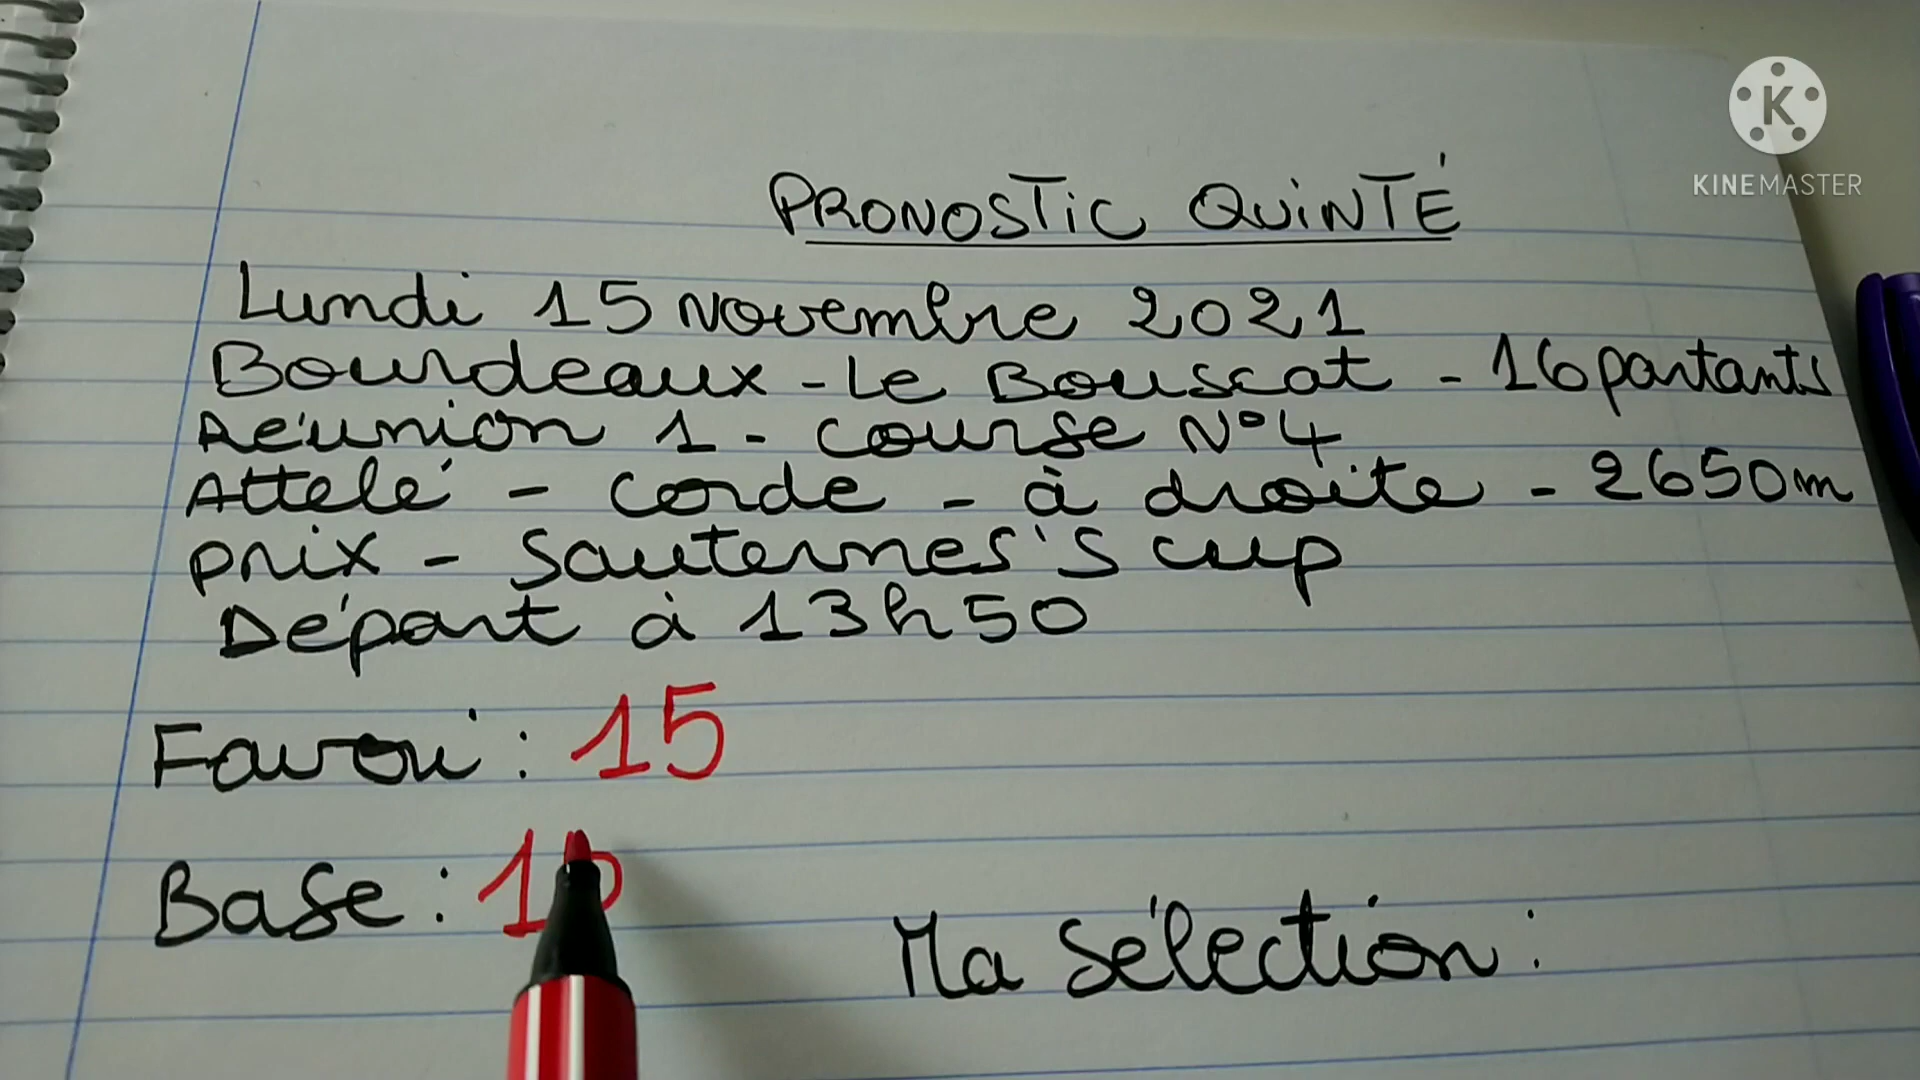 KINEMASTER
PRONOSTIC QUINTÉ
Lundi 15 Novembre 2021
Bourdeaux - Le Bouscat - 16 partants
Réunion 1 - course N°4
Attelé - corde - à droite - 2650m
prix - Sauternes's cup
Départ à 13h50
Favori : 15
Base :
Ma Sélection :